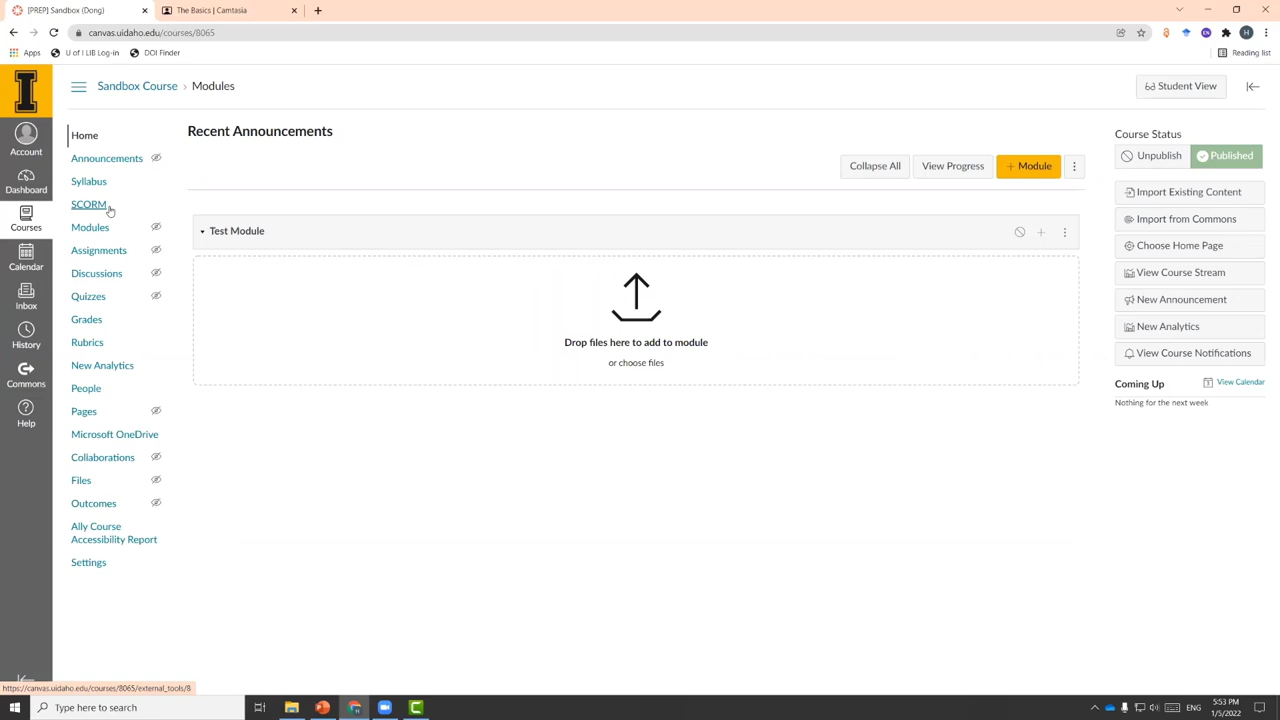 [PREP] Sandbox (Dong)
The Basics | Camtasia
canvas.uidaho.edu/courses/8065
Apps
U of I LIB Log-in
DOI Finder
Reading list
Sandbox Course › Modules
Student View
Account
Dashboard
Courses
Calendar
Inbox
History
Commons
Help
Home
Announcements
Syllabus
SCORM
Modules
Assignments
Discussions
Quizzes
Grades
Rubrics
New Analytics
People
Pages
Microsoft OneDrive
Collaborations
Files
Outcomes
Ally Course
Accessibility Report
Settings
Recent Announcements
Collapse All
View Progress
+ Module
Test Module
Drop files here to add to module
or choose files
Course Status
Unpublish
Published
Import Existing Content
Import from Commons
Choose Home Page
View Course Stream
New Announcement
New Analytics
View Course Notifications
Coming Up
View Calendar
Nothing for the next week
https://canvas.uidaho.edu/courses/8065/external_tools/8
Type here to search
ENG
5:53 PM
1/5/2022